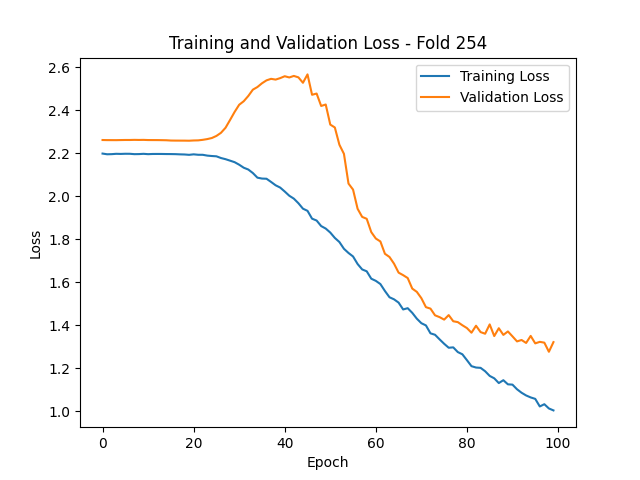 Training and Validation Loss - Fold 254
Training Loss
Validation Loss
Loss
2.6
2.4
2.2
2.0
1.8
1.6
1.4
1.2
1.0
0 20 40 60 80 100
Epoch